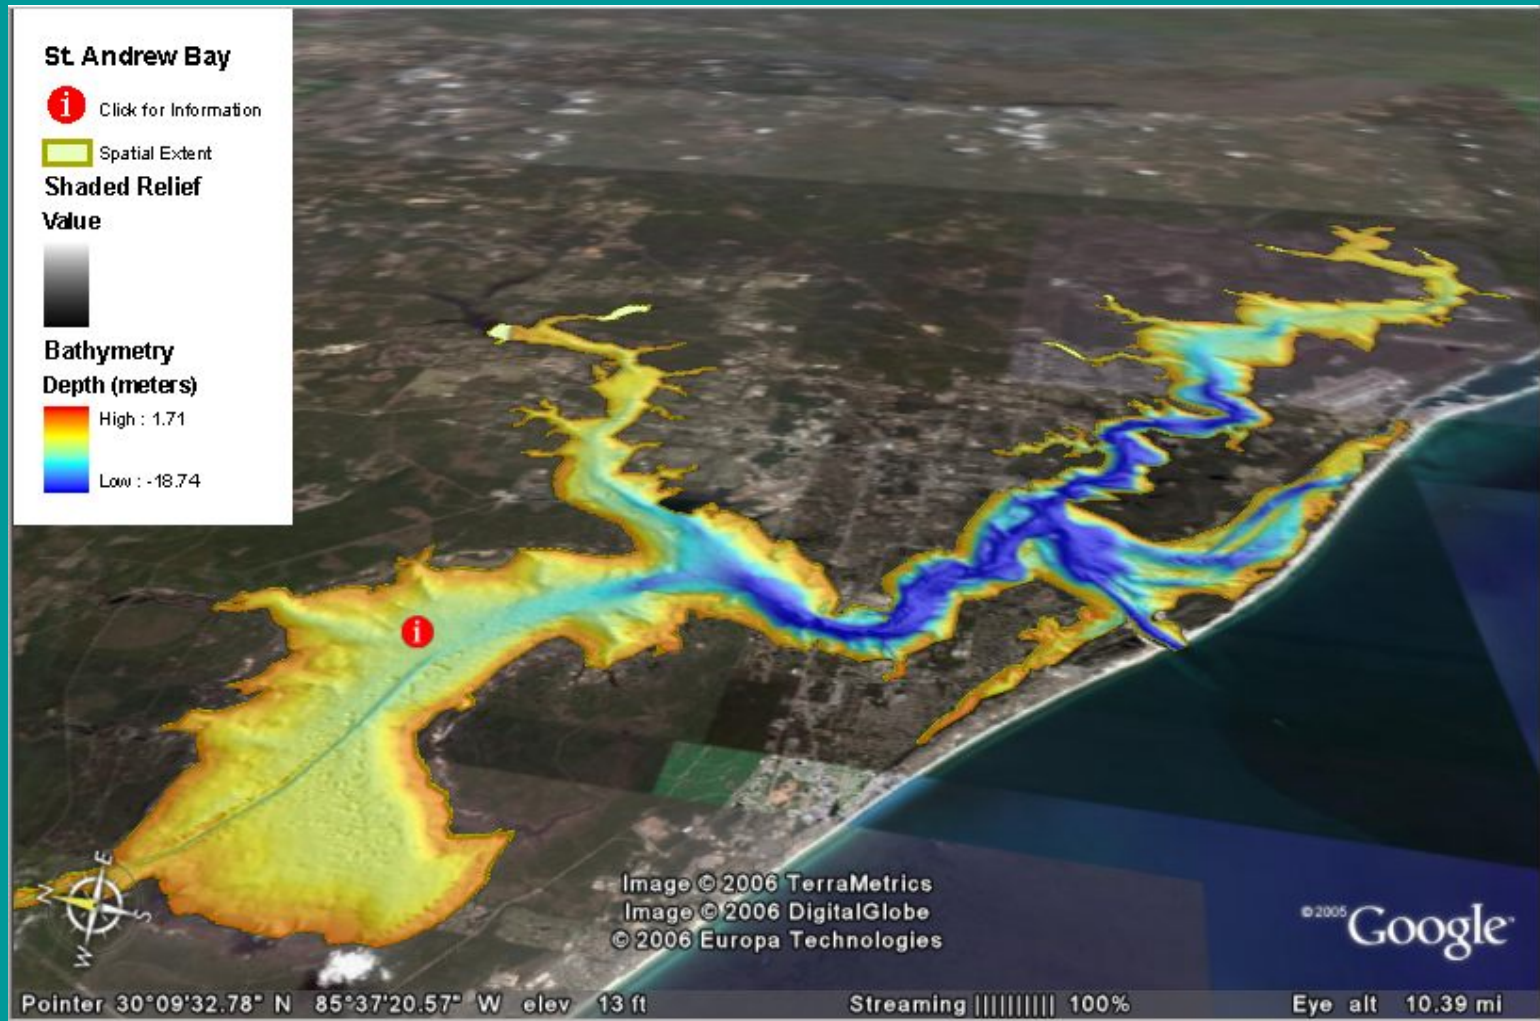 St. Andrew Bay
i Click for Information
Spatial Extent
Shaded Relief
Value
Bathymetry
Depth (meters)
High : 1.71
Low : -18.74
i
E
N
S
W
Image © 2006 TerraMetrics
Image © 2006 DigitalGlobe
© 2006 Europa Technologies
© 2005 Google™
Pointer 30°09'32.78" N 85°37'20.57" W elev 13 ft Streaming |||||||||| 100% Eye alt 10.39 mi